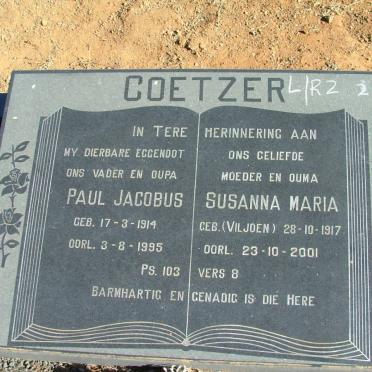 COETZER L/R2 2
IN TERE HERINNERING AAN
MY DIERBARE EGGENOOT ONS GELIEFDE
ONS VADER EN OUPA MOEDER EN OUMA
PAUL JACOBUS SUSANNA MARIA
GEB. 17-3-1914 GEB. (VILJOEN) 28-10-1917
OORL. 3-8-1995 OORL. 23-10-2001
PS. 103 VERS 8
BARMHARTIG EN GENADIG IS DIE HERE